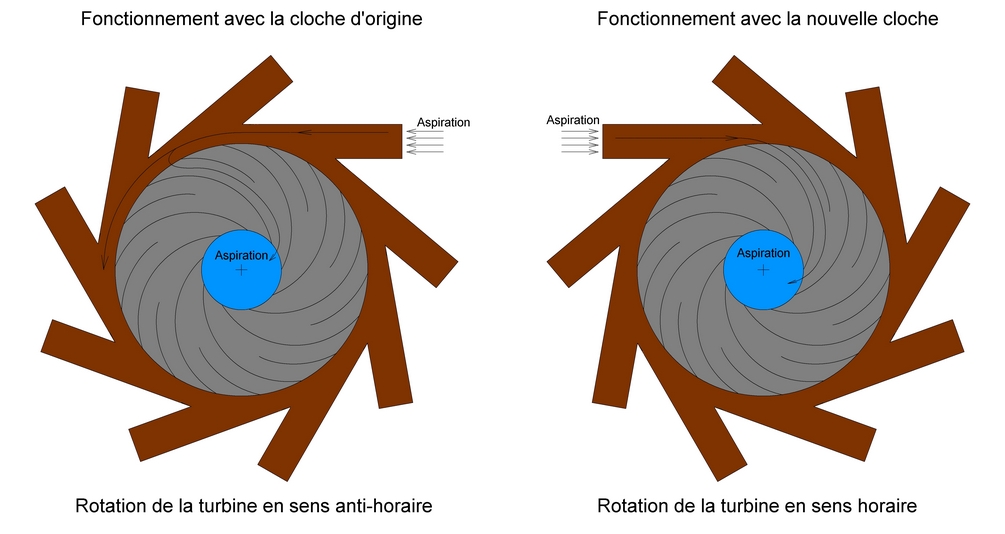 Fonctionnement avec la cloche d'origine
Fonctionnement avec la nouvelle cloche
Aspiration
Aspiration
Aspiration
Aspiration
Rotation de la turbine en sens anti-horaire
Rotation de la turbine en sens horaire